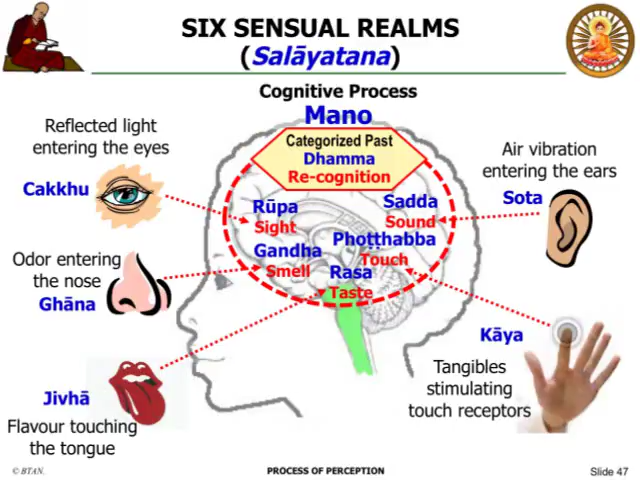 SIX SENSUAL REALMS
(Salāyatana)
Cognitive Process
Mano
Categorized Past
Dhamma
Re-cognition
Reflected light
entering the eyes
Cakkhu
Air vibration
entering the ears
Sota
Rūpa
Sight
Sadda
Sound
Gandha
Smell
Phoṭṭhabba
Touch
Rasa
Taste
Odor entering
the nose
Ghāna
Kāya
Tangibles
stimulating
touch receptors
Jivhā
Flavour touching
the tongue
© BTAN.
PROCESS OF PERCEPTION
Slide 47